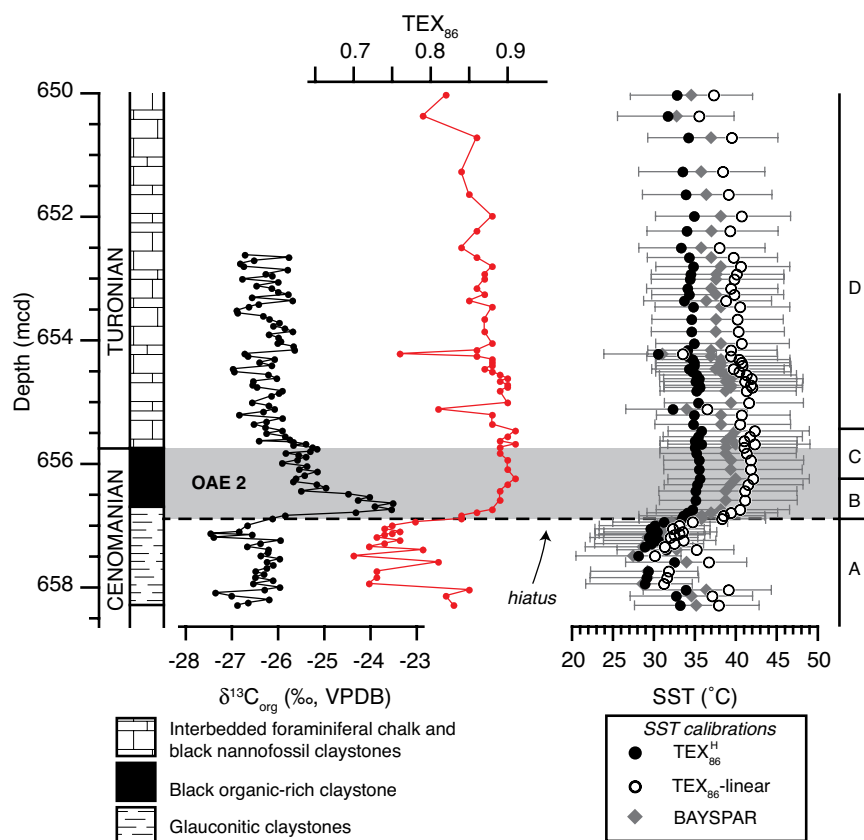 TEX86
0.7 0.8 0.9
650
652
654
656
658
Depth (mcd)
TURONIAN
CENOMANIAN
OAE 2
hiatus
D
C
B
A
-28 -27 -26 -25 -24 -23
δ13Corg (‰, VPDB)
20 25 30 35 40 45 50
SST (˚C)
Interbedded foraminiferal chalk and
black nannofossil claystones
Black organic-rich claystone
Glauconitic claystones
SST calibrations
TEX86H
TEX86-linear
BAYSPAR